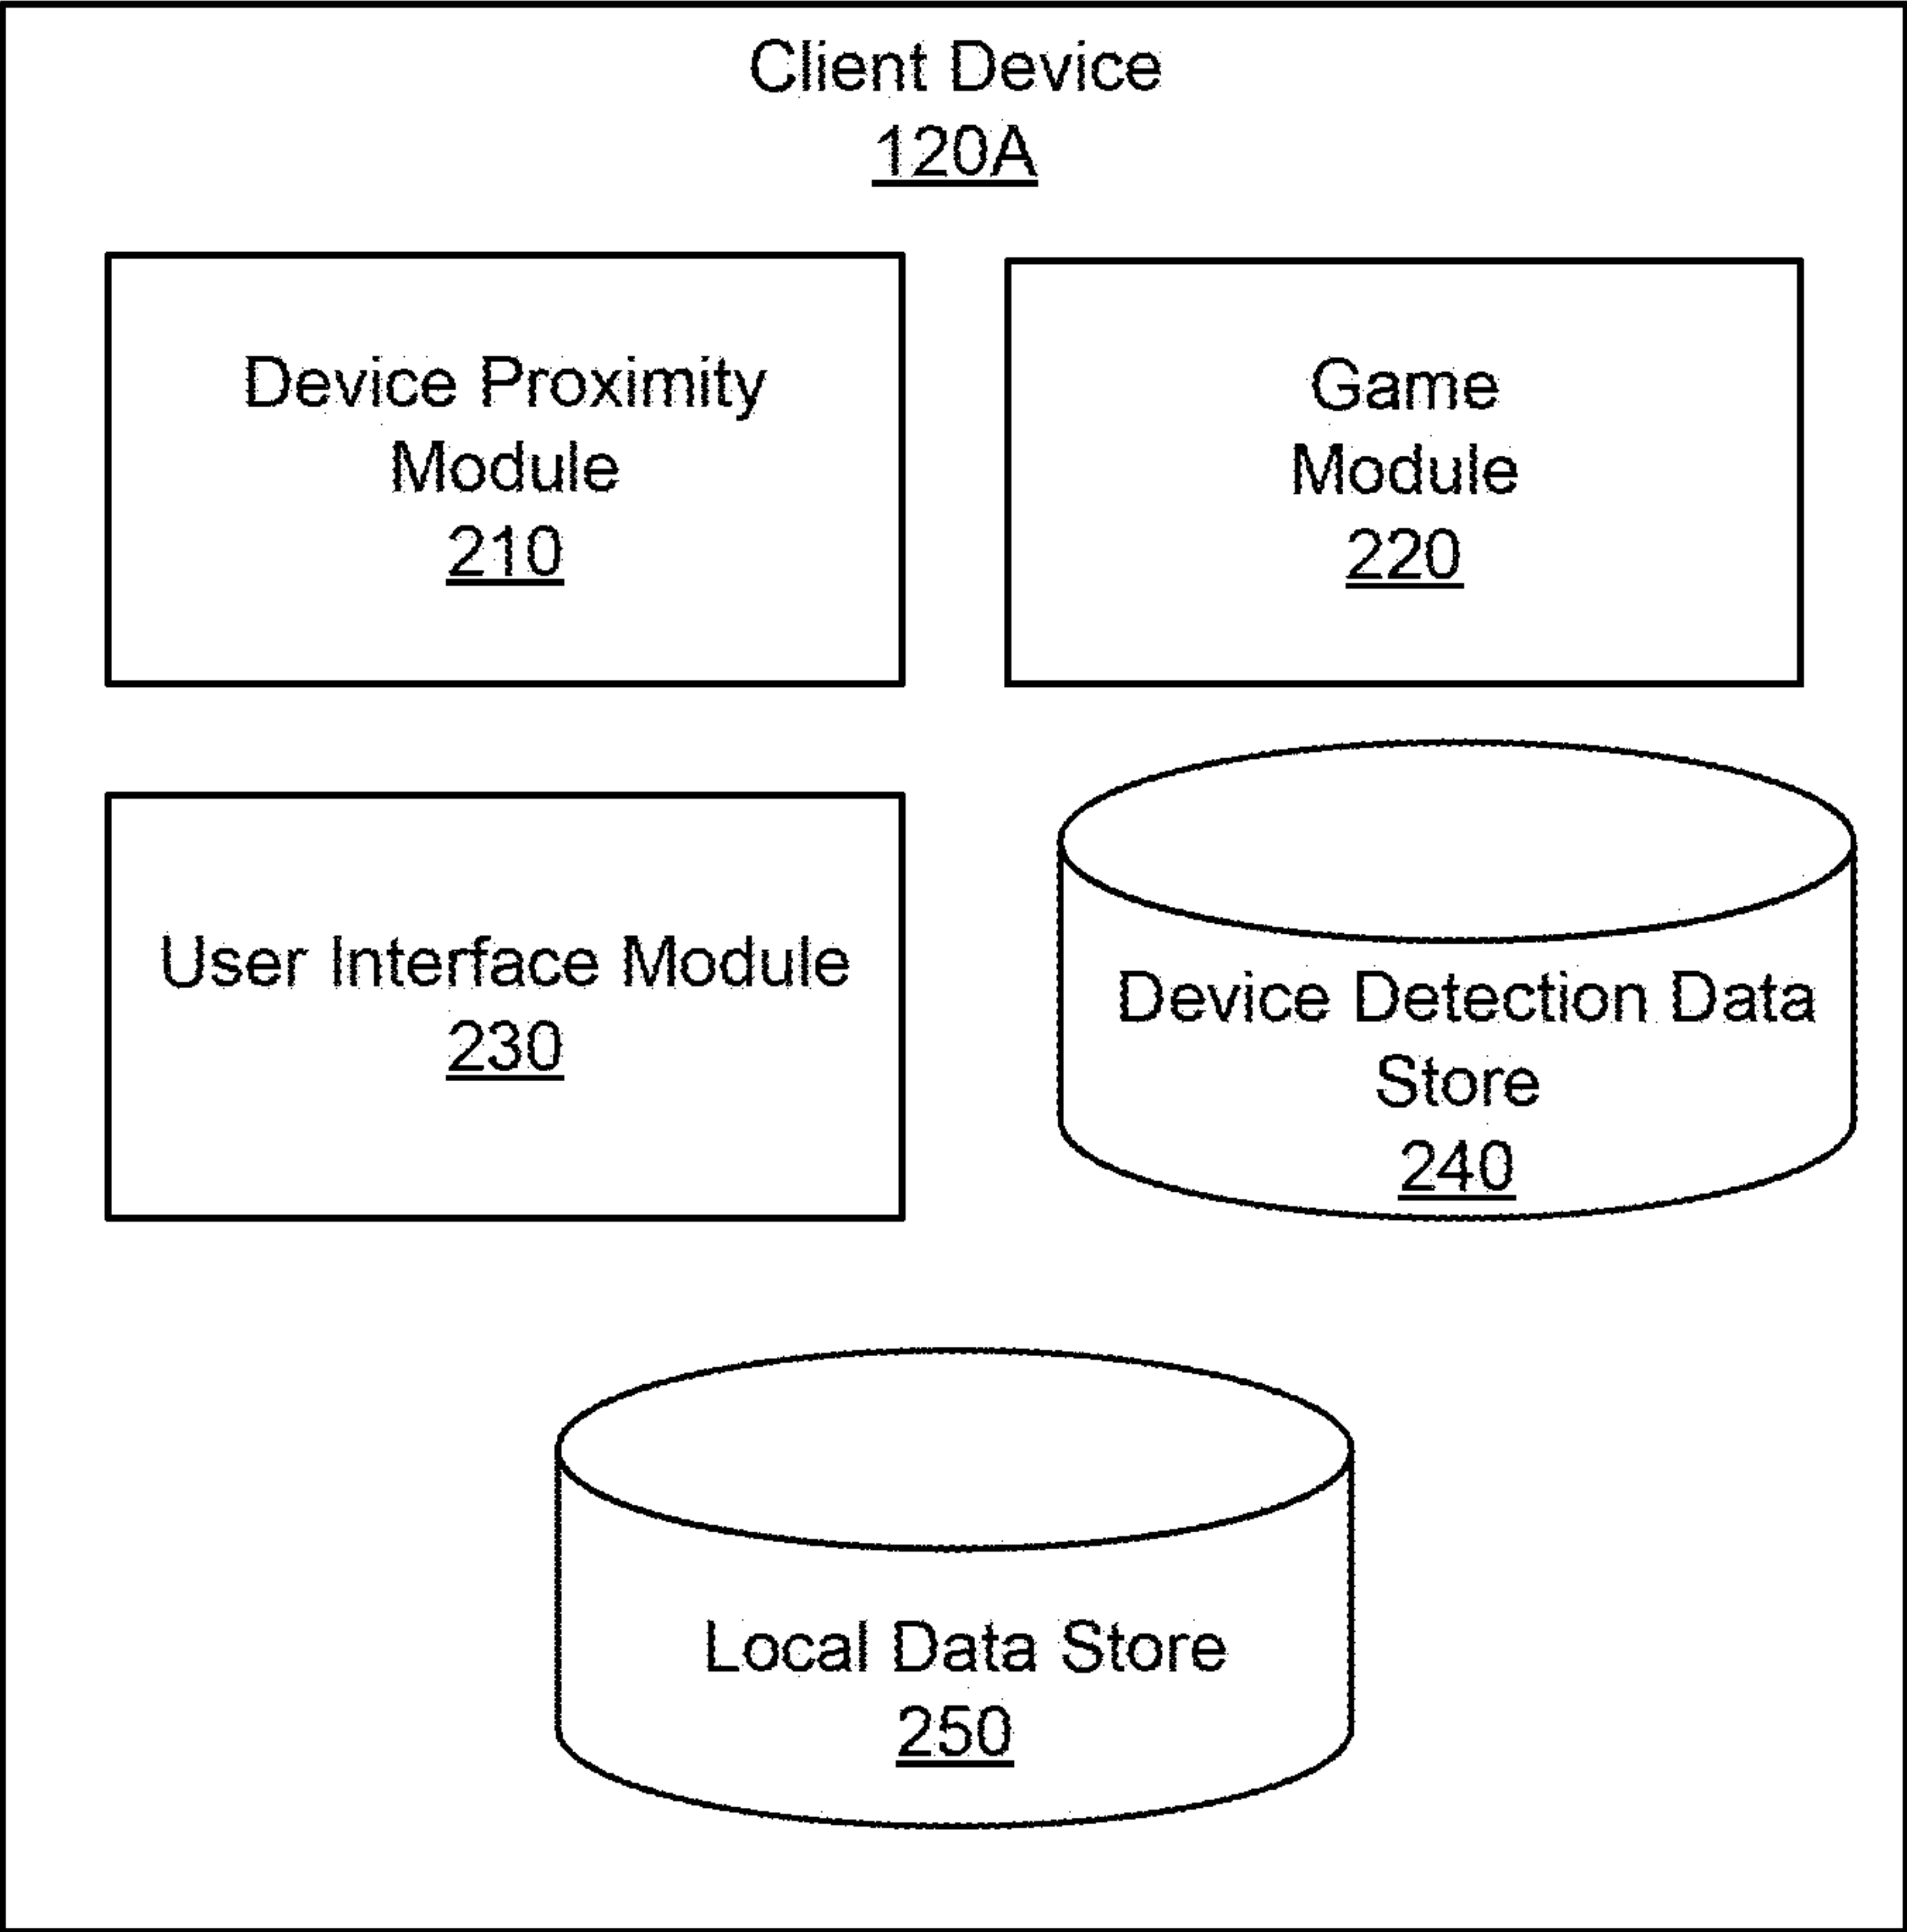 Client Device
120A
Device Proximity
Module
210
Game
Module
220
User Interface Module
230
Device Detection Data
Store
240
Local Data Store
250